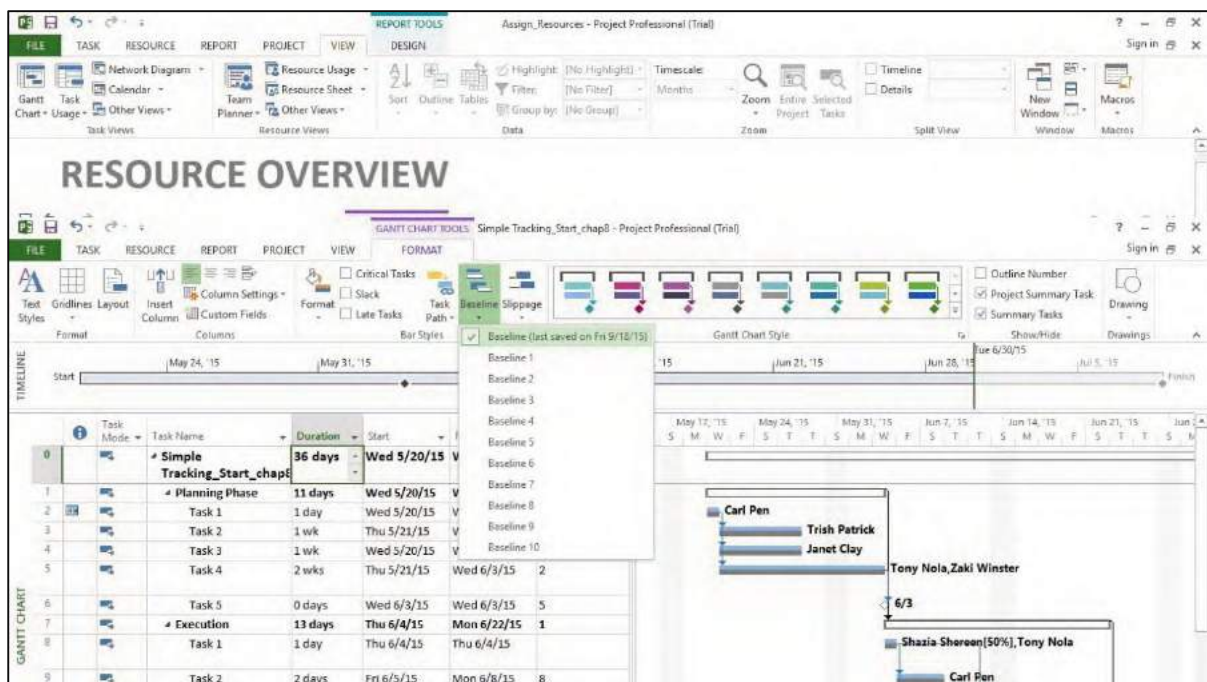 REPORT TOOLS Assign_Resources - Project Professional (Trial) ?
FILE TASK RESOURCE REPORT PROJECT VIEW DESIGN Sign in
Network Diagram Resource Usage Highlight: [No Highlight] Timescale: Timeline
Calendar Resource Sheet Filter: [No Filter] Months Details
Gantt Chart Task Usage Other Views Team Planner Other Views Sort Outline Tables Group by: [No Group] Zoom Entire Project Selected Tasks New Window Macros
Task Views Resource Views Data Zoom Split View Window Macros
RESOURCE OVERVIEW
GANTT CHART TOOLS Simple Tracking_Start_chap8 - Project Professional (Trial) ?
FILE TASK RESOURCE REPORT PROJECT VIEW FORMAT Sign in
Critical Tasks Outline Number
Column Settings Slack Project Summary Task
Text Styles Gridlines Layout Insert Column Custom Fields Format Late Tasks Task Path Baseline Slippage Summary Tasks Drawing
Format Columns Bar Styles Gantt Chart Style Show/Hide Drawings
Baseline (last saved on Fri 9/18/15)
Baseline 1
Baseline 2
Baseline 3
Baseline 4
Baseline 5
Baseline 6
Baseline 7
Baseline 8
Baseline 9
Baseline 10
TIMELINE
Tue 6/30/15
May 24, '15 May 31, '15 '15 Jun 21, '15 Jun 28, '15 Jul 5, '15
Start Finish
GANTT CHART
Task Mode Task Name Duration Start
May 17, '15 May 24, '15 May 31, '15 Jun 7, '15 Jun 14, '15 Jun 21, '15 Jun
S M W F S T T S M W F S T T S M W F S T T S M
0 Simple Tracking_Start_chap8 36 days Wed 5/20/15 W
1 Planning Phase 11 days Wed 5/20/15 W
2 Task 1 1 day Wed 5/20/15 W Carl Pen
3 Task 2 1 wk Thu 5/21/15 W Trish Patrick
4 Task 3 1 wk Wed 5/20/15 W Janet Clay
5 Task 4 2 wks Thu 5/21/15 Wed 6/3/15 2 Tony Nola,Zaki Winster
6 Task 5 0 days Wed 6/3/15 Wed 6/3/15 5 6/3
7 Execution 13 days Thu 6/4/15 Mon 6/22/15 1
8 Task 1 1 day Thu 6/4/15 Thu 6/4/15 Shazia Shereen[50%],Tony Nola
9 Task 2 2 days Fri 6/5/15 Mon 6/8/15 8 Carl Pen